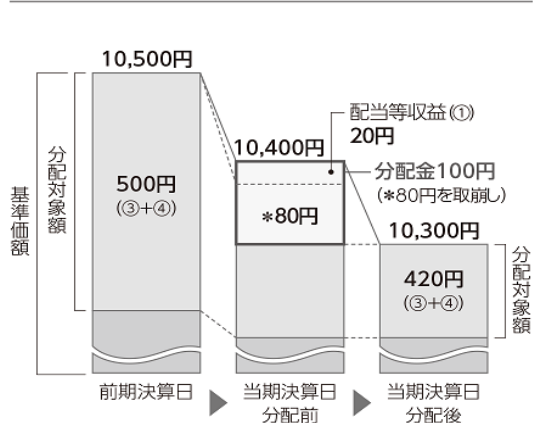 10,500円
配当等収益(①)
20円
10,400円
分配金100円
(*80円を取崩し)
分配対象額
500円
(③+④)
*80円
10,300円
基準価額
420円
(③+④)
分配対象額
前期決算日
当期決算日
分配前
当期決算日
分配後